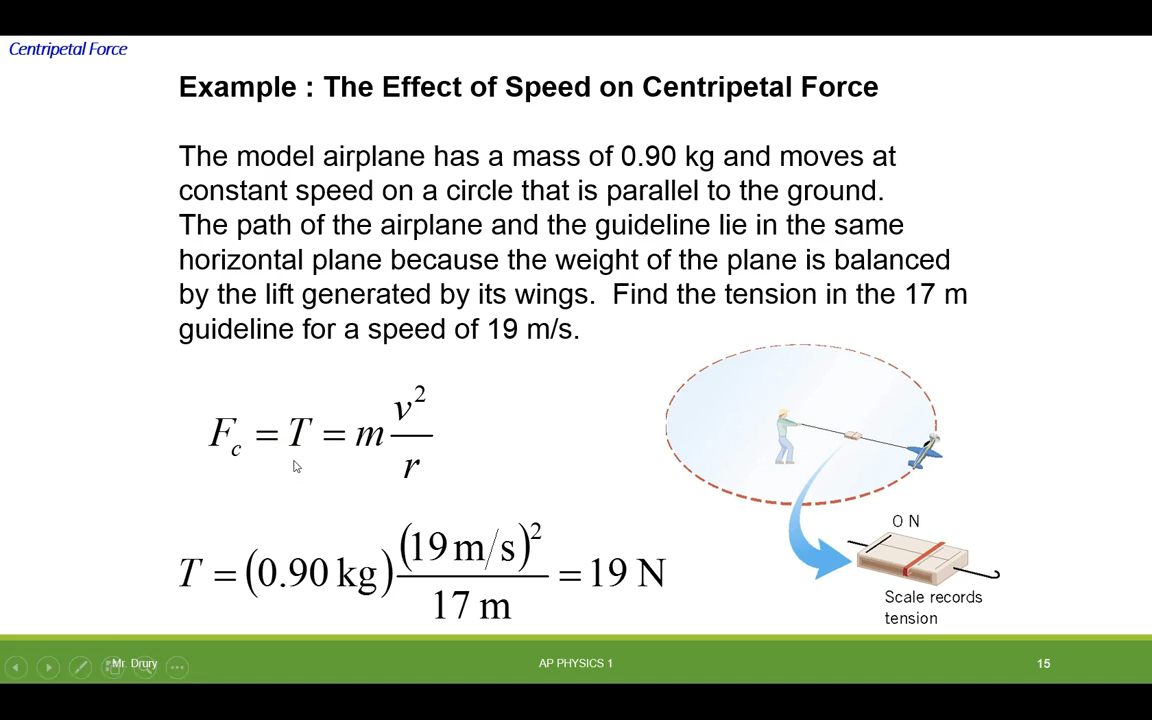 Centripetal Force
Example : The Effect of Speed on Centripetal Force
The model airplane has a mass of 0.90 kg and moves at
constant speed on a circle that is parallel to the ground.
The path of the airplane and the guideline lie in the same
horizontal plane because the weight of the plane is balanced
by the lift generated by its wings.  Find the tension in the 17 m
guideline for a speed of 19 m/s.
F_c = T = m v^2 / r
T = (0.90 kg) (19 m/s)^2 / 17 m = 19 N
0 N
Scale records
tension
Mr. Drury
AP PHYSICS 1
15